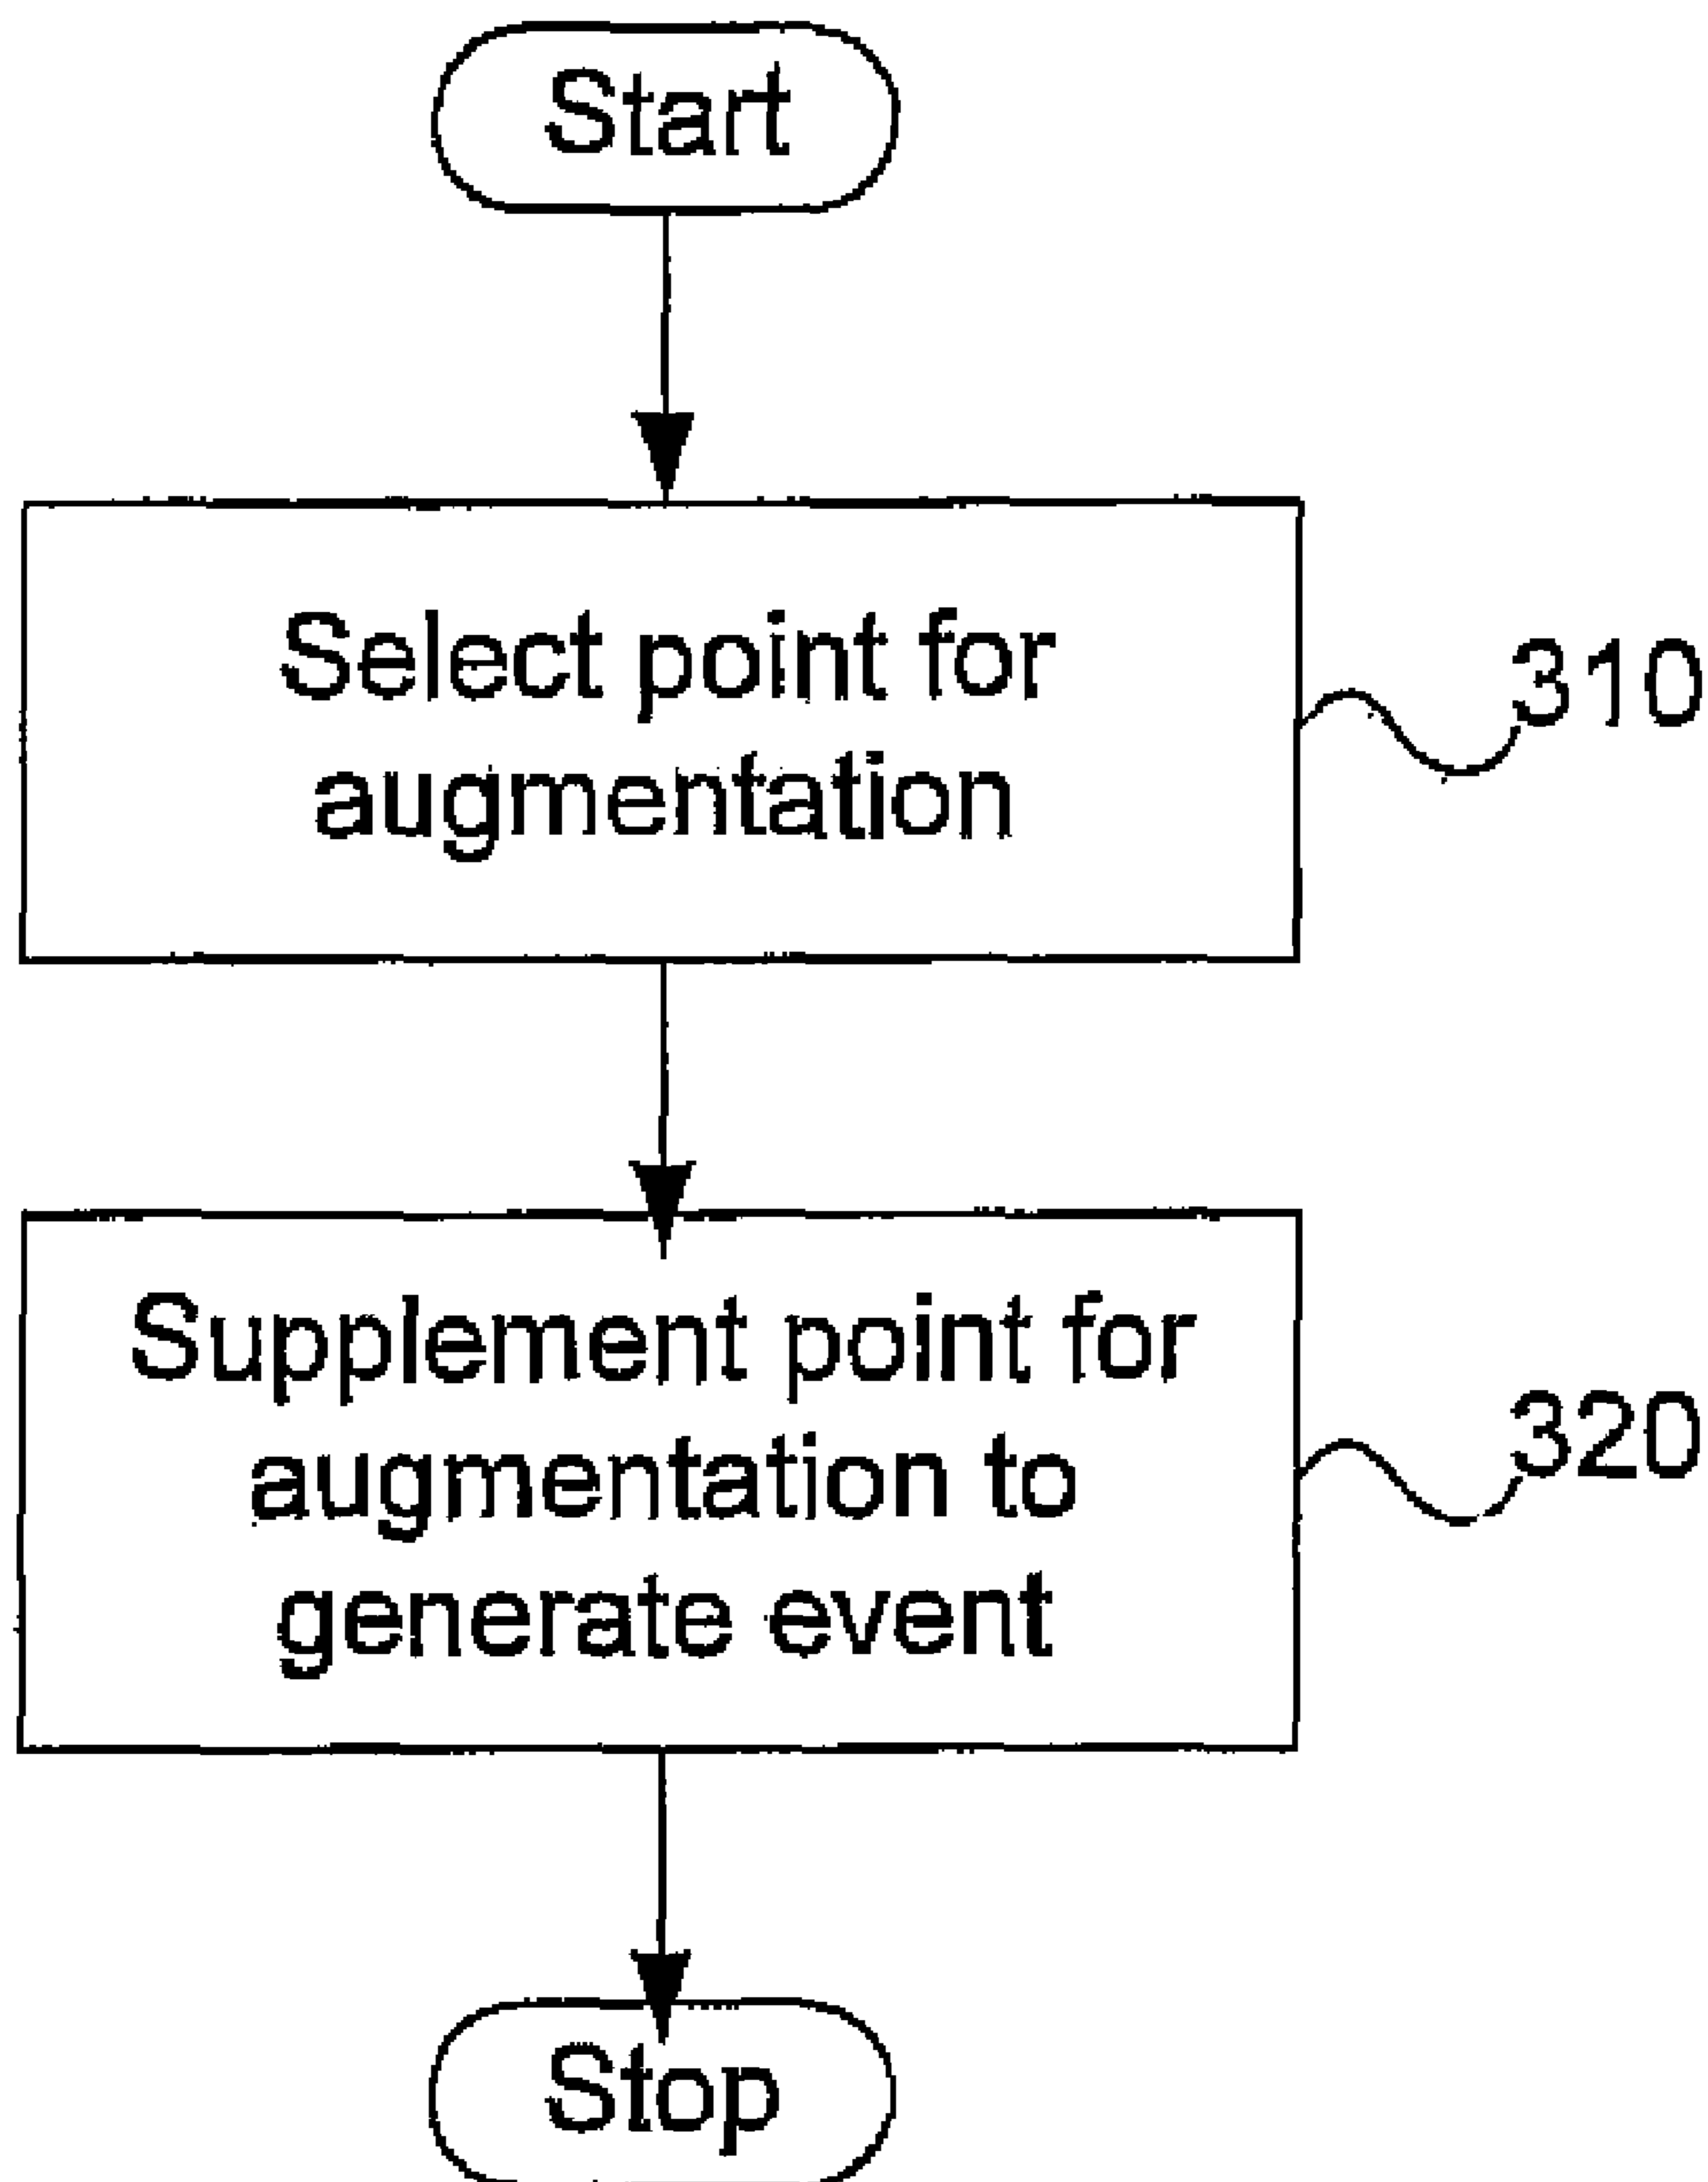 Start
Select point for
augmentation
310
Supplement point for
augmentation to
generate event
320
Stop